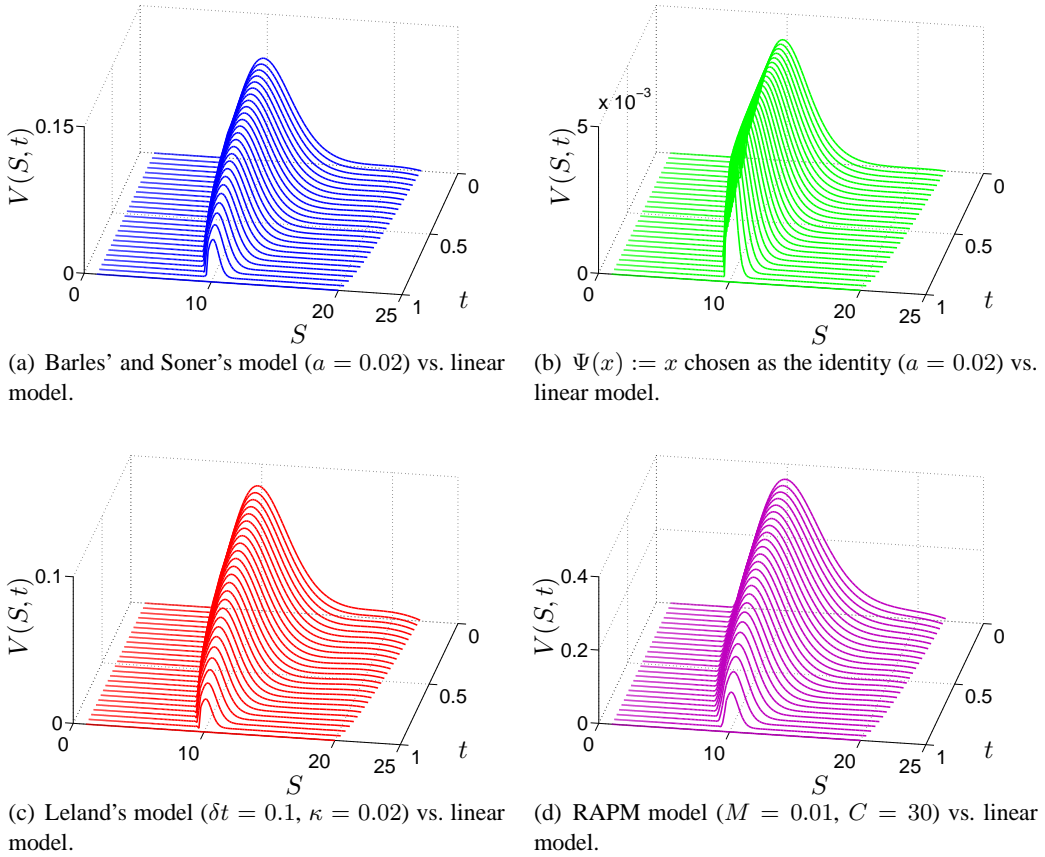 0.15
0
V(S, t)
0
10
20
25
S
0
0.5
1
t
(a) Barles' and Soner's model (a = 0.02) vs. linear
model.
x 10⁻³
5
0
V(S, t)
0
10
20
25
S
0
0.5
1
t
(b) Ψ(x) := x chosen as the identity (a = 0.02) vs.
linear model.
0.1
0
V(S, t)
0
10
20
25
S
0
0.5
1
t
(c) Leland's model (δt = 0.1, κ = 0.02) vs. linear
model.
0.4
0.2
0
V(S, t)
0
10
20
25
S
0
0.5
1
t
(d) RAPM model (M = 0.01, C = 30) vs. linear
model.